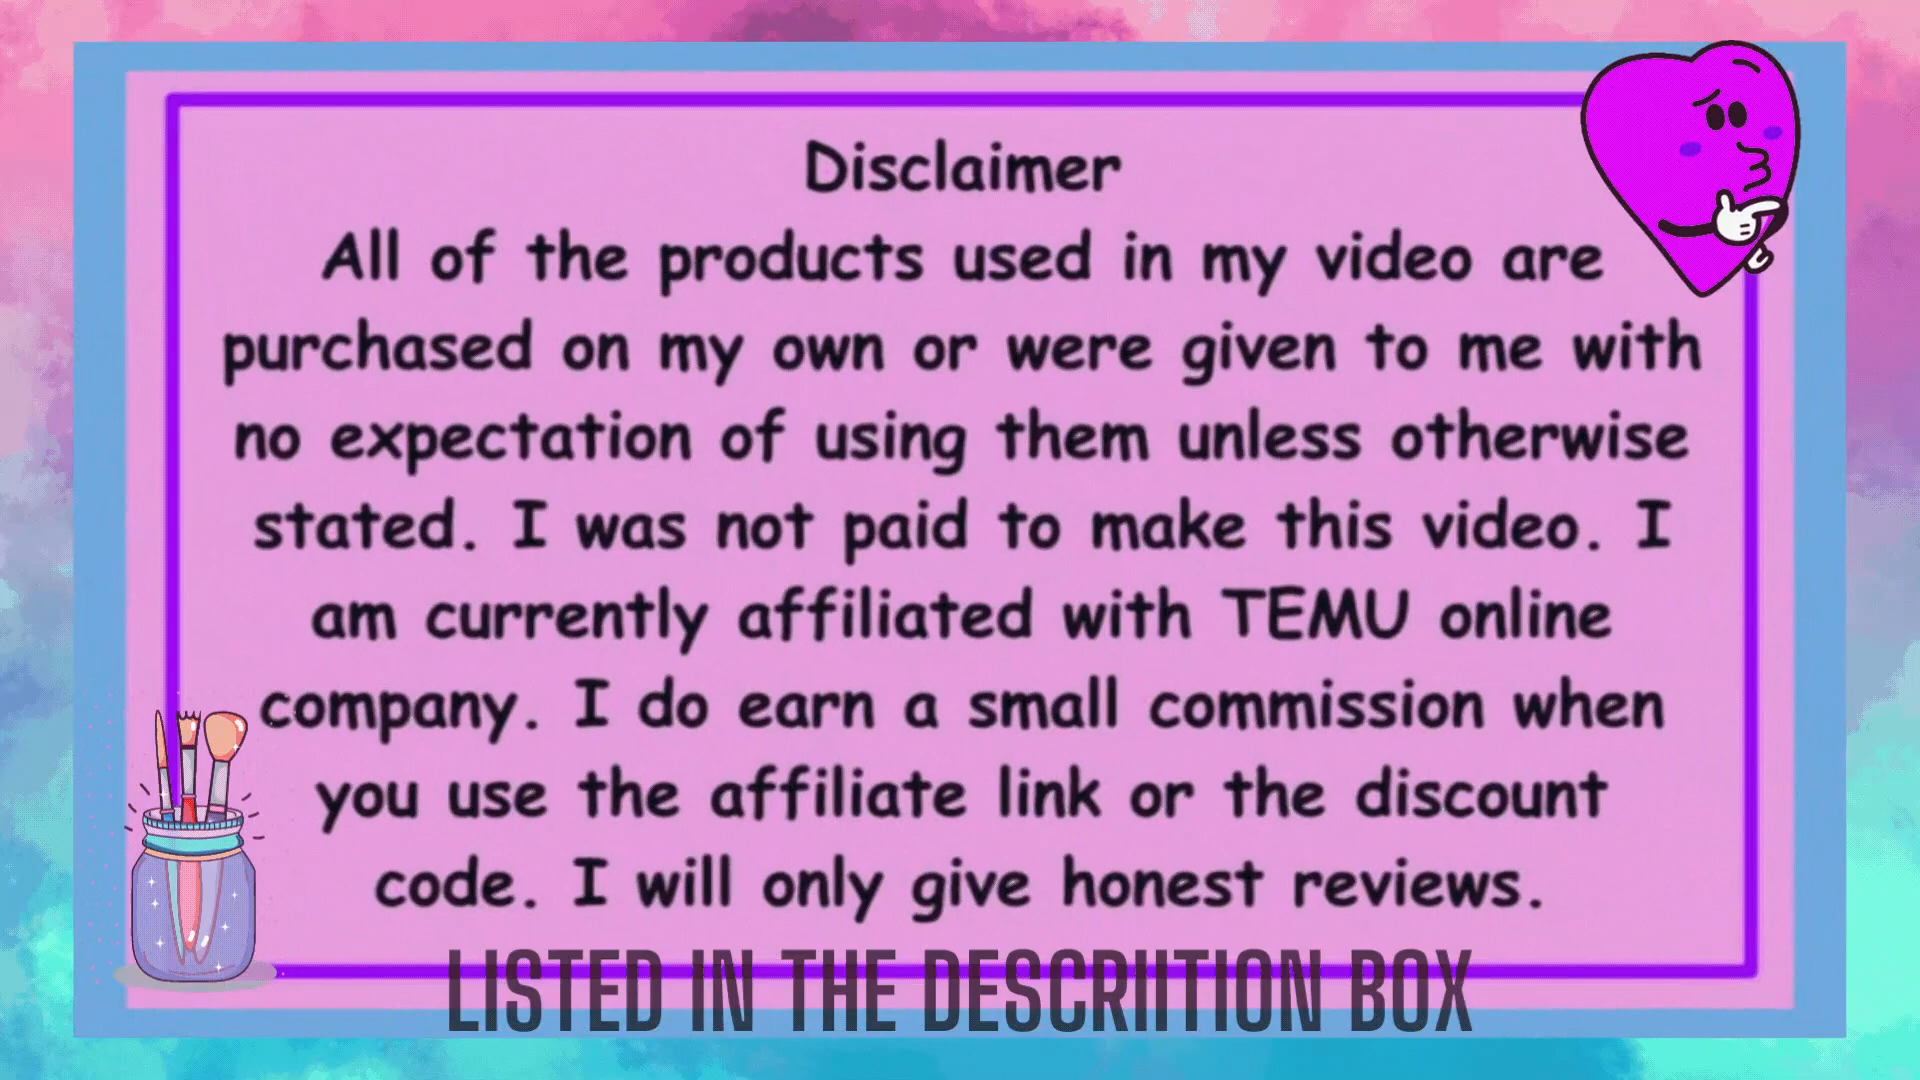 Disclaimer
All of the products used in my video are
purchased on my own or were given to me with
no expectation of using them unless otherwise
stated. I was not paid to make this video. I
am currently affiliated with TEMU online
company. I do earn a small commission when
you use the affiliate link or the discount
code. I will only give honest reviews.
LISTED IN THE DESCRIITION BOX